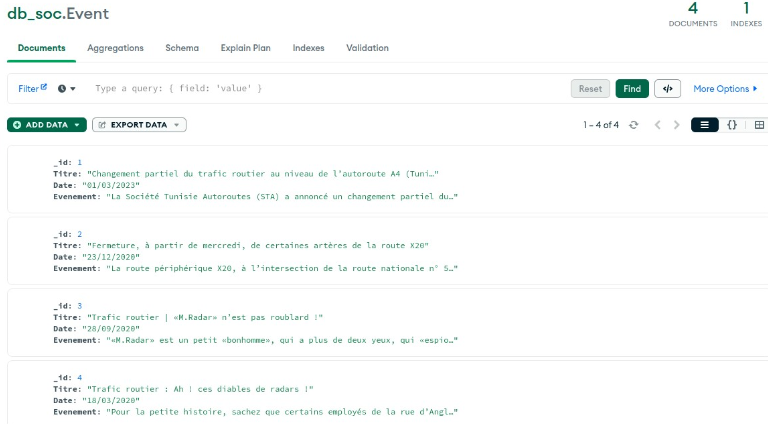 db_soc.Event
4 1
DOCUMENTS INDEXES
Documents Aggregations Schema Explain Plan Indexes Validation
Filter Type a query: { field: 'value' } Reset Find </> More Options
ADD DATA EXPORT DATA 1 – 4 of 4 {}
_id: 1
Titre: "Changement partiel du trafic routier au niveau de l'autoroute A4 (Tuni…"
Date: "01/03/2023"
Evenement: "La Société Tunisie Autoroutes (STA) a annoncé un changement partiel du…"
_id: 2
Titre: "Fermeture, à partir de mercredi, de certaines artères de la route X20"
Date: "23/12/2020"
Evenement: "La route périphérique X20, à l'intersection de la route nationale n° 5…"
_id: 3
Titre: "Trafic routier | «M.Radar» n'est pas roublard !"
Date: "28/09/2020"
Evenement: "«M.Radar» est un petit «bonhomme», qui a plus de deux yeux, qui «espio…"
_id: 4
Titre: "Trafic routier : Ah ! ces diables de radars !"
Date: "18/03/2020"
Evenement: "Pour la petite histoire, sachez que certains employés de la rue d'Angl…"